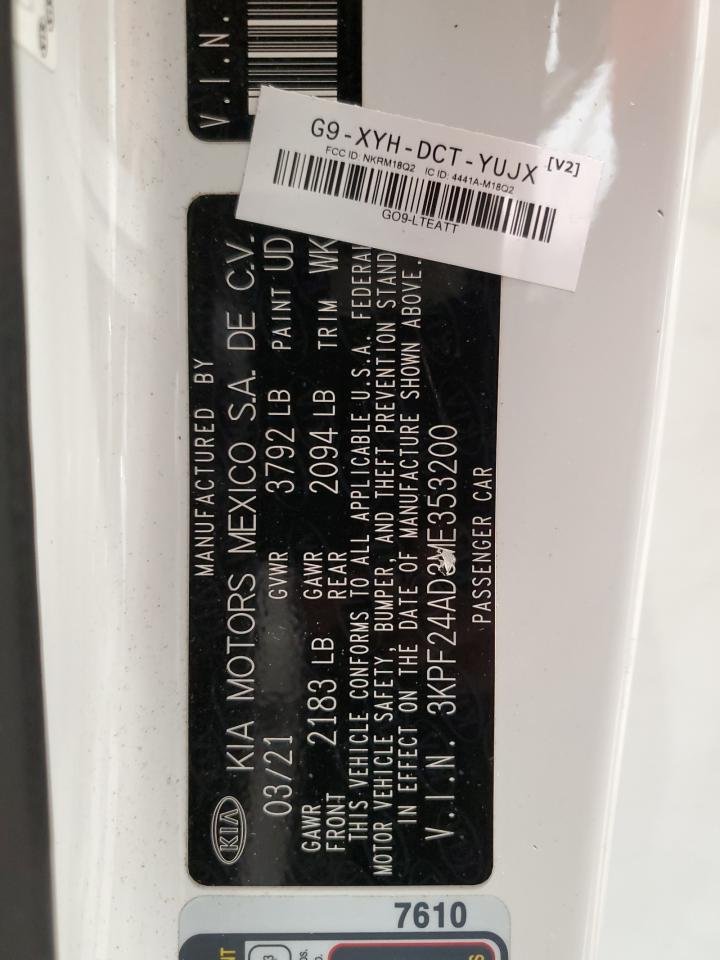 V.I.N.
G9-XYH-DCT-YUJX [V2]
FCC ID: NKRM18Q2 IC ID: 4441A-M18Q2
GO9-LTEATT
MANUFACTURED BY
KIA KIA MOTORS MEXICO S.A. DE C.V.
03/21 GVWR 3792 LB PAINT UD
GAWR FRONT 2183 LB GAWR REAR 2094 LB TRIM WK
THIS VEHICLE CONFORMS TO ALL APPLICABLE U.S.A. FEDERAL
MOTOR VEHICLE SAFETY, BUMPER, AND THEFT PREVENTION STAND
IN EFFECT ON THE DATE OF MANUFACTURE SHOWN ABOVE.
V.I.N. 3KPF24AD3ME353200
PASSENGER CAR
7610